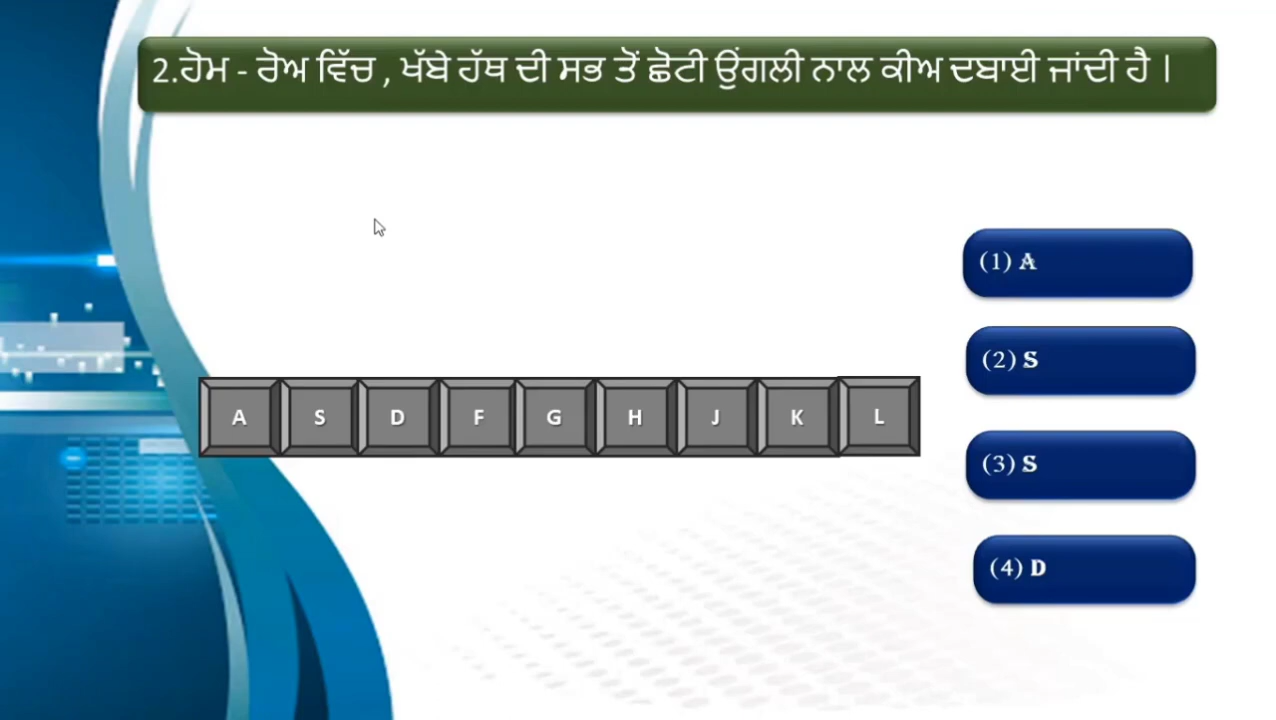 2.ਹੋਮ - ਰੋਅ ਵਿੱਚ , ਖੱਬੇ ਹੱਥ ਦੀ ਸਭ ਤੋਂ ਛੋਟੀ ਉਂਗਲੀ ਨਾਲ ਕੀਅ ਦਬਾਈ ਜਾਂਦੀ ਹੈ ।
(1) A
(2) S
A S D F G H J K L
(3) S
(4) D